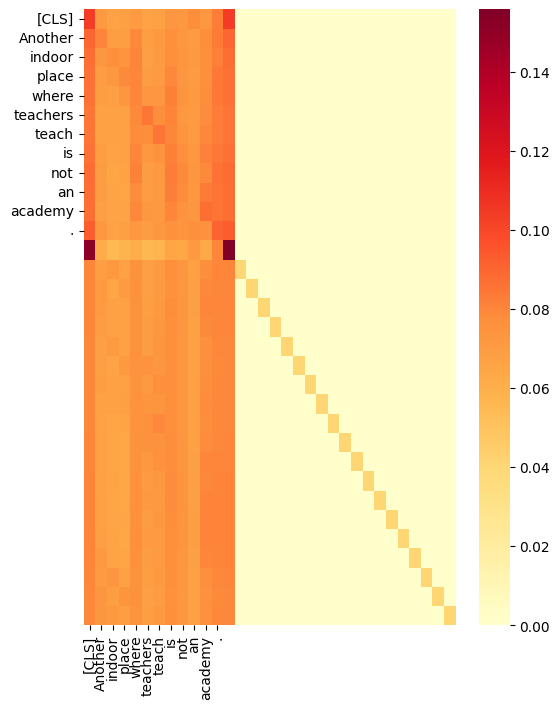 [CLS]
Another
indoor
place
where
teachers
teach
is
not
an
academy
.
0.14
0.12
0.10
0.08
0.06
0.04
0.02
0.00
[CLS]
Another
indoor
place
where
teachers
teach
is
not
an
academy
.